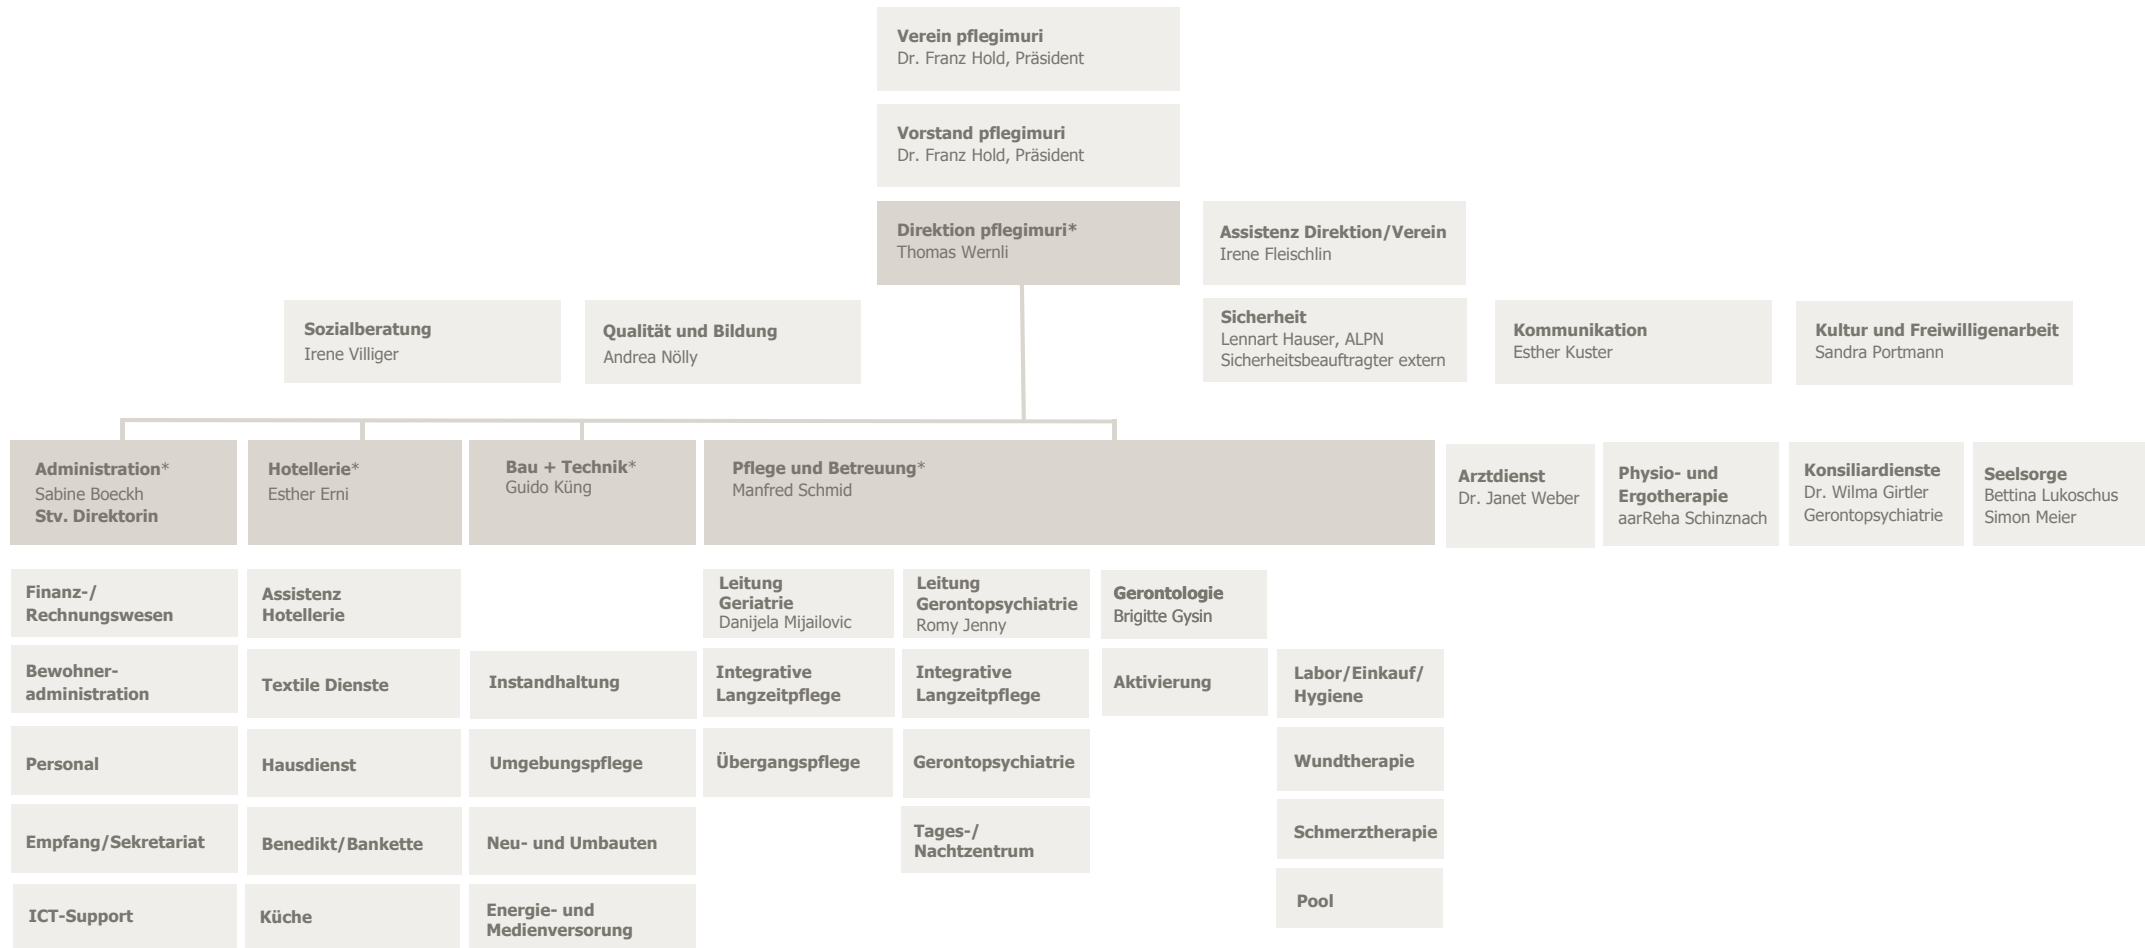 Verein pflegimuri
Dr. Franz Hold, Präsident
Vorstand pflegimuri
Dr. Franz Hold, Präsident
Direktion pflegimuri*
Thomas Wernli
Assistenz Direktion/Verein
Irene Fleischlin
Sozialberatung
Irene Villiger
Qualität und Bildung
Andrea Nölly
Sicherheit
Lennart Hauser, ALPN
Sicherheitsbeauftragter extern
Kommunikation
Esther Kuster
Kultur und Freiwilligenarbeit
Sandra Portmann
Administration*
Sabine Boeckh
Stv. Direktorin
Hotellerie*
Esther Erni
Bau + Technik*
Guido Küng
Pflege und Betreuung*
Manfred Schmid
Arztdienst
Dr. Janet Weber
Physio- und
Ergotherapie
aarReha Schinznach
Konsiliardienste
Dr. Wilma Girtler
Gerontopsychiatrie
Seelsorge
Bettina Lukoschus
Simon Meier
Finanz-/
Rechnungswesen
Assistenz
Hotellerie
Leitung
Geriatrie
Danijela Mijailovic
Leitung
Gerontopsychiatrie
Romy Jenny
Gerontologie
Brigitte Gysin
Bewohner-
administration
Textile Dienste
Instandhaltung
Integrative
Langzeitpflege
Integrative
Langzeitpflege
Aktivierung
Labor/Einkauf/
Hygiene
Personal
Hausdienst
Umgebungspflege
Übergangspflege
Gerontopsychiatrie
Wundtherapie
Empfang/Sekretariat
Benedikt/Bankette
Neu- und Umbauten
Tages-/
Nachtzentrum
Schmerztherapie
ICT-Support
Küche
Energie- und
Medienversorung
Pool